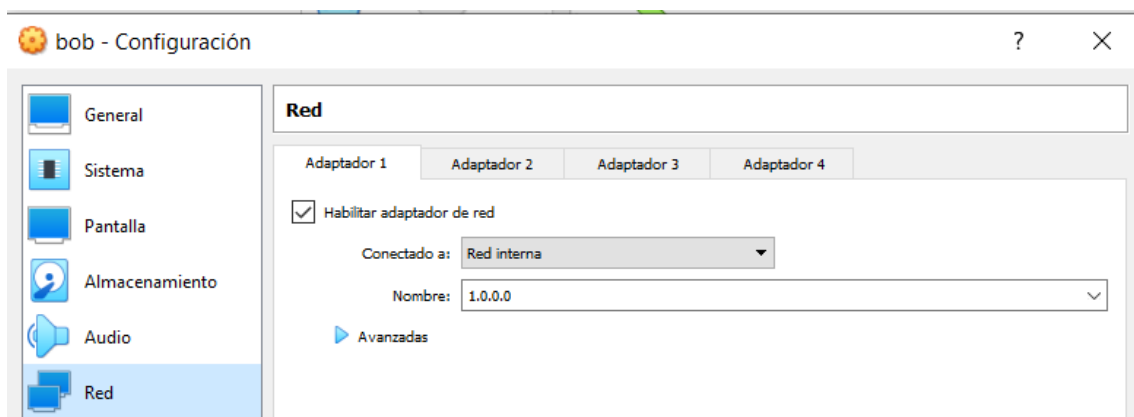 bob - Configuración ?
General
Sistema
Pantalla
Almacenamiento
Audio
Red
Red
Adaptador 1 Adaptador 2 Adaptador 3 Adaptador 4
Habilitar adaptador de red
Conectado a: Red interna
Nombre: 1.0.0.0
Avanzadas